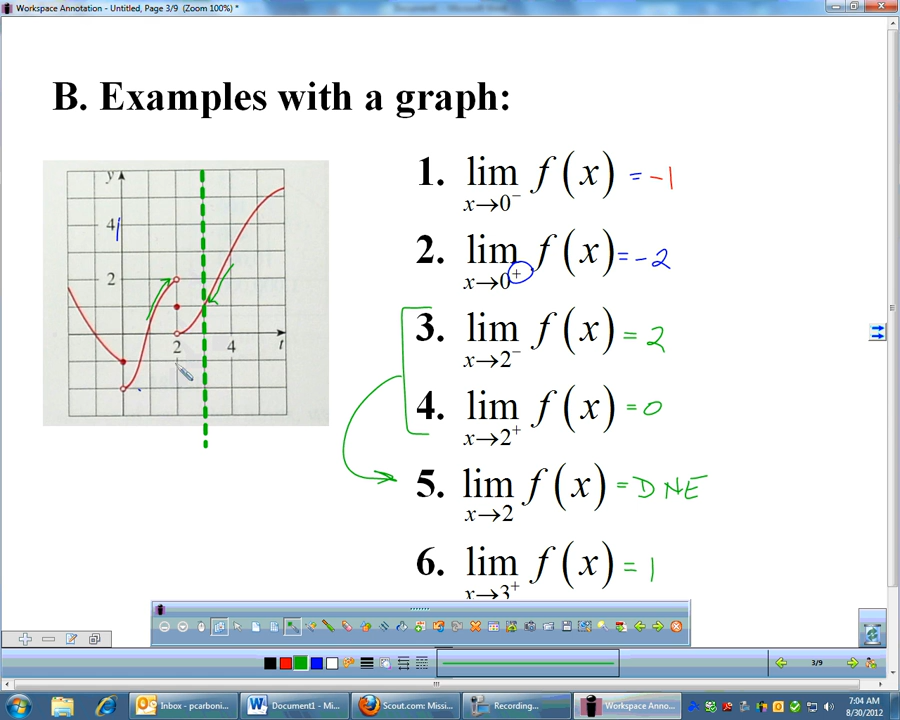 Workspace Annotation - Untitled, Page 3/9 (Zoom 100%) *
B. Examples with a graph:
y
4
2
2
4
t
1. lim f(x) = -1
x→0⁻
2. lim f(x) = -2
x→0⁺
3. lim f(x) = 2
x→2⁻
4. lim f(x) = 0
x→2⁺
5. lim f(x) = DNE
x→2
6. lim f(x) = 1
x→3⁺
3/9
Inbox - pcarboni...
Document1 - Mi...
Scout.com: Missi...
Recording...
Workspace Anno...
7:04 AM
8/30/2012